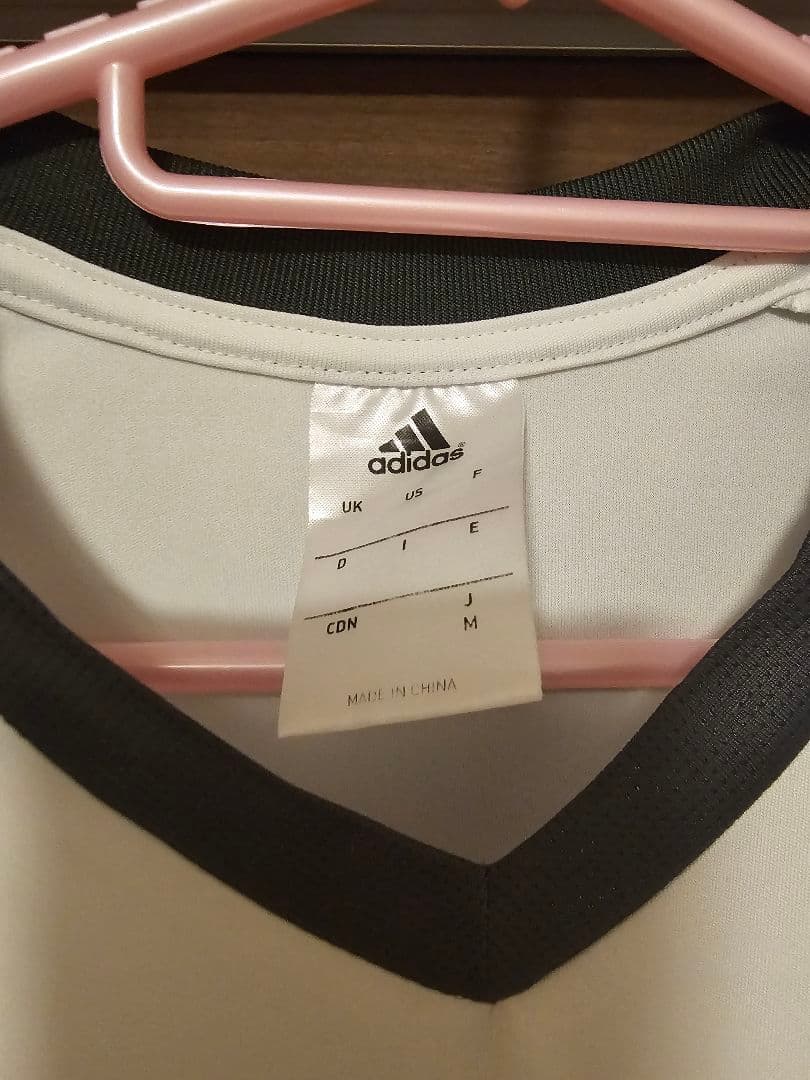 adidas®
UK US F
D I E
CDN J
M
MADE IN CHINA